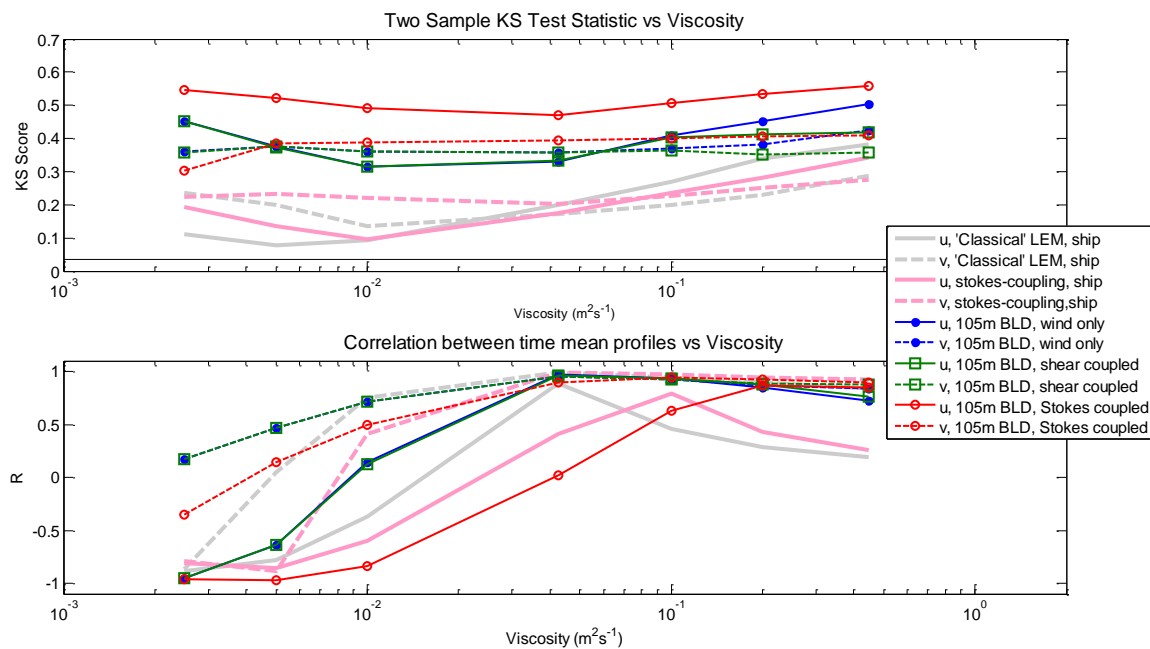 Two Sample KS Test Statistic vs Viscosity
0.7
0.6
0.5
0.4
0.3
0.2
0.1
0
KS Score
10-3
10-2
10-1
100
Viscosity (m2s-1)
u, 'Classical' LEM, ship
v, 'Classical' LEM, ship
u, stokes-coupling, ship
v, stokes-coupling,ship
u, 105m BLD, wind only
v, 105m BLD, wind only
u, 105m BLD, shear coupled
v, 105m BLD, shear coupled
u, 105m BLD, Stokes coupled
v, 105m BLD, Stokes coupled
Correlation between time mean profiles vs Viscosity
1
0.5
0
-0.5
-1
R
10-3
10-2
10-1
100
Viscosity (m2s-1)